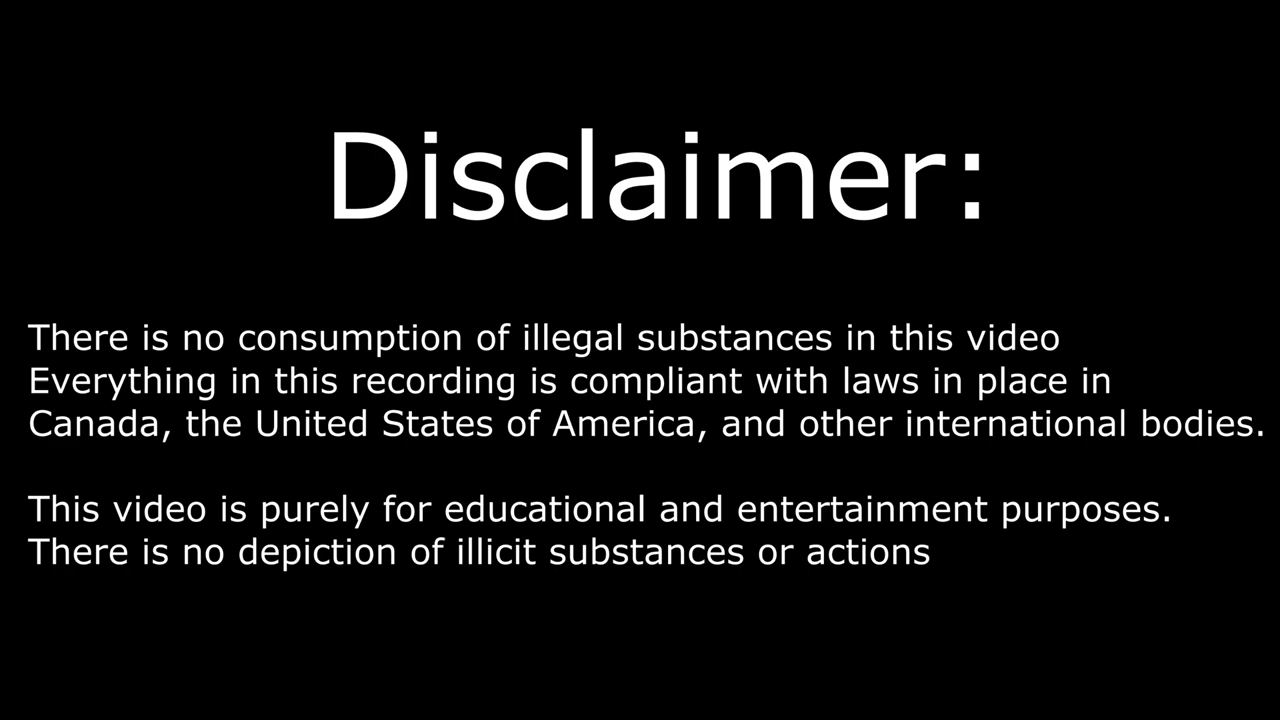 Disclaimer:
There is no consumption of illegal substances in this video
Everything in this recording is compliant with laws in place in
Canada, the United States of America, and other international bodies.
This video is purely for educational and entertainment purposes.
There is no depiction of illicit substances or actions